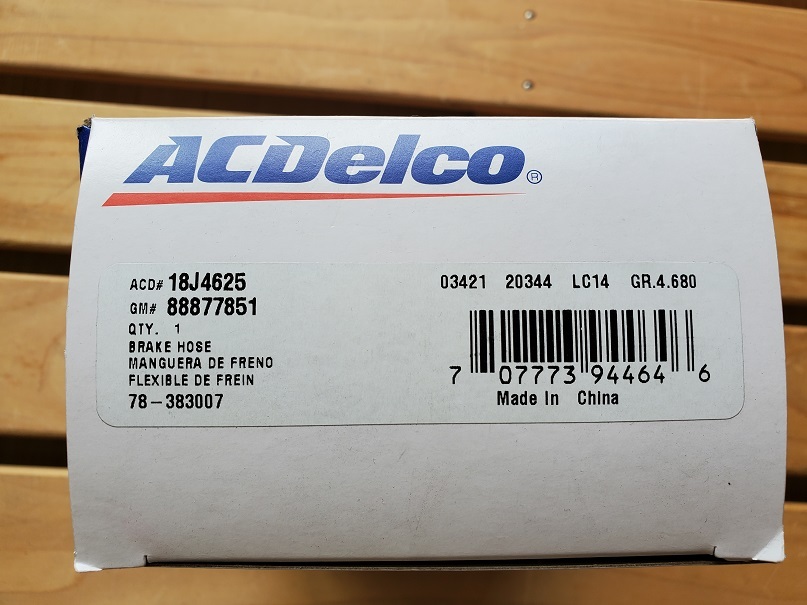 ACDelco®
ACD# 18J4625
GM# 88877851
QTY. 1
BRAKE HOSE
MANGUERA DE FRENO
FLEXIBLE DE FREIN
78-383007
03421 20344 LC14 GR.4.680
7 07773 94464 6
Made In China